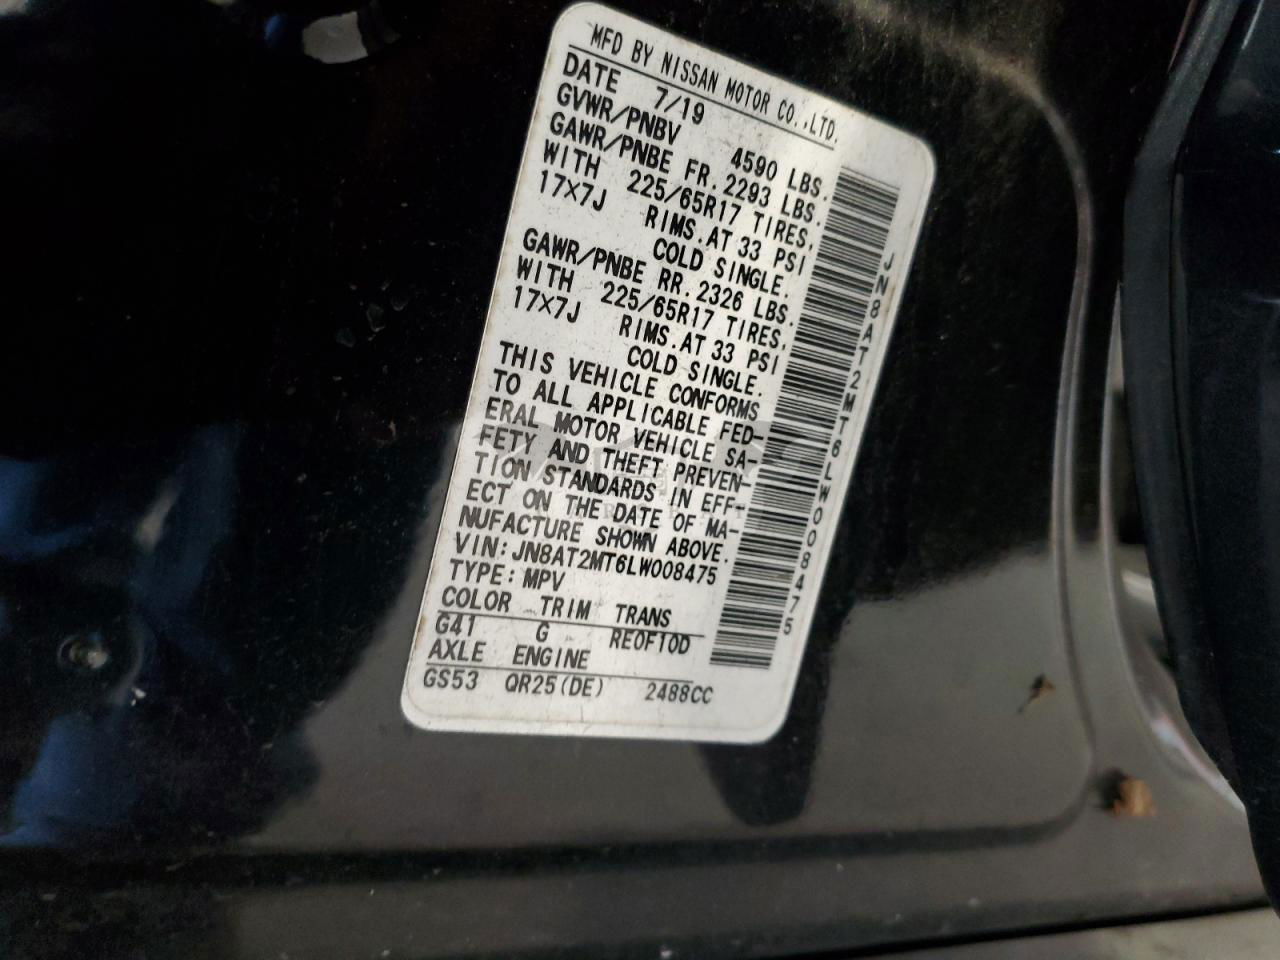 MFD BY NISSAN MOTOR CO.,LTD.
DATE 7/19
GVWR/PNBV 4590 LBS.
GAWR/PNBE FR. 2293 LBS.
WITH 225/65R17 TIRES,
17X7J RIMS. AT 33 PSI
COLD SINGLE.
GAWR/PNBE RR. 2326 LBS.
WITH 225/65R17 TIRES,
17X7J RIMS. AT 33 PSI
COLD SINGLE.
THIS VEHICLE CONFORMS
TO ALL APPLICABLE FED-
ERAL MOTOR VEHICLE SA-
FETY AND THEFT PREVEN-
TION STANDARDS IN EFF-
ECT ON THE DATE OF MA-
NUFACTURE SHOWN ABOVE.
VIN: JN8AT2MT6LW008475
TYPE: MPV
COLOR TRIM TRANS
G41 G RE0F10D
AXLE ENGINE
GS53 QR25(DE) 2488CC
JN8AT2MT6LW008475